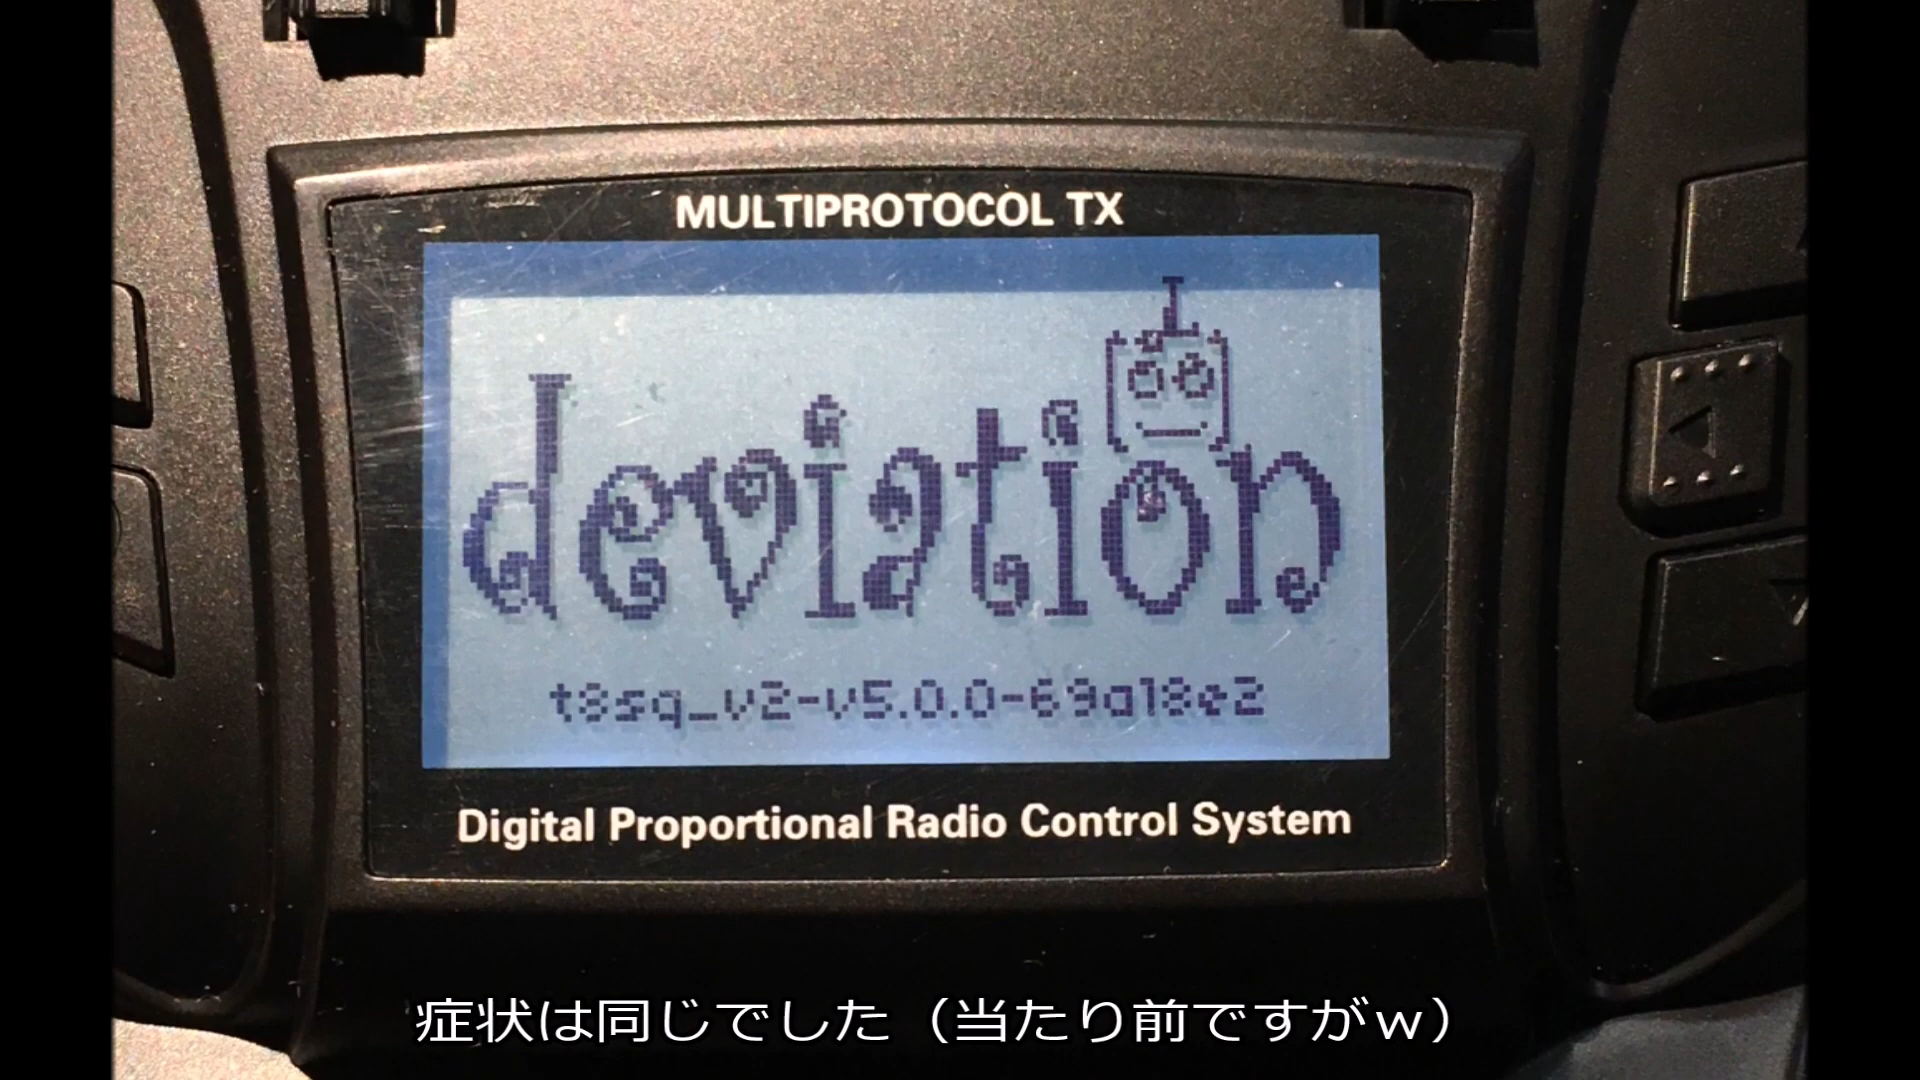 MULTIPROTOCOL TX
deviation
t8sg_v2-v5.0.0-69a18e2
Digital Proportional Radio Control System
症状は同じでした（当たり前ですがｗ）